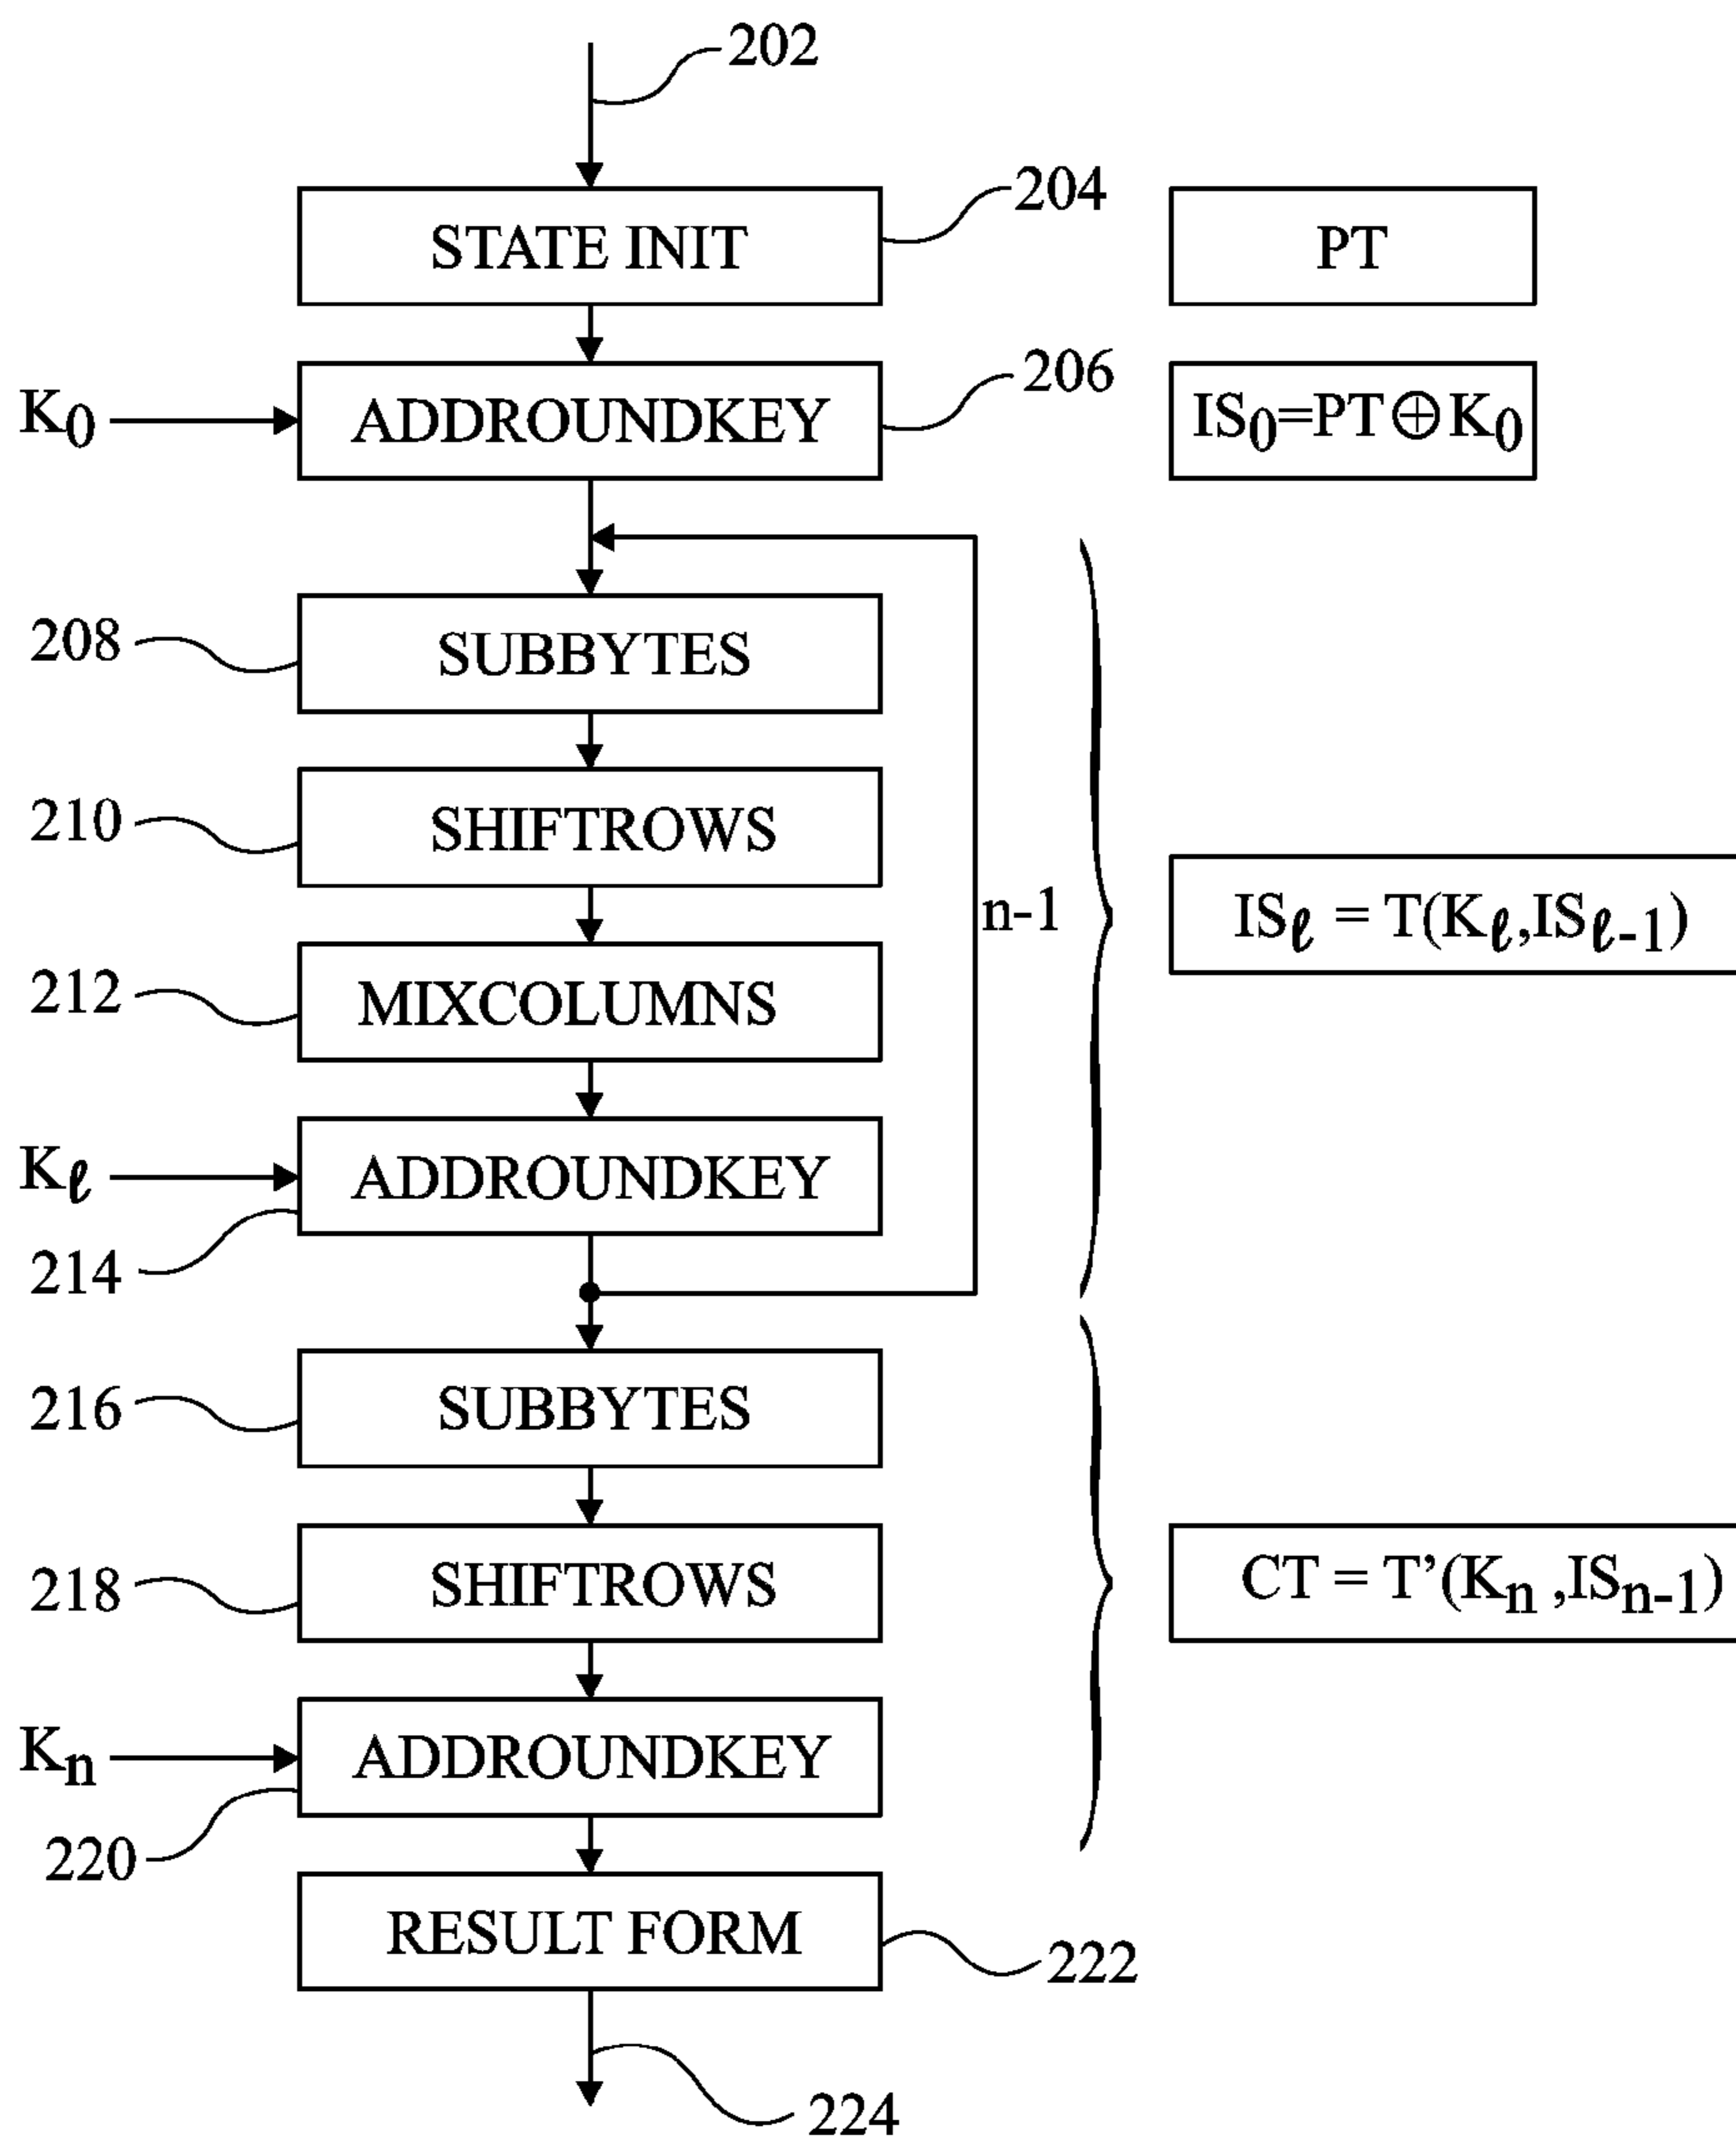 202
STATE INIT
204
PT
K₀
ADDROUNDKEY
206
IS₀=PT⊕K₀
208
SUBBYTES
210
SHIFTROWS
n-1
ISℓ = T(Kℓ,ISℓ-1)
212
MIXCOLUMNS
Kℓ
ADDROUNDKEY
214
216
SUBBYTES
218
SHIFTROWS
CT = T’(Kn ,ISn-1)
Kn
ADDROUNDKEY
220
RESULT FORM
222
224